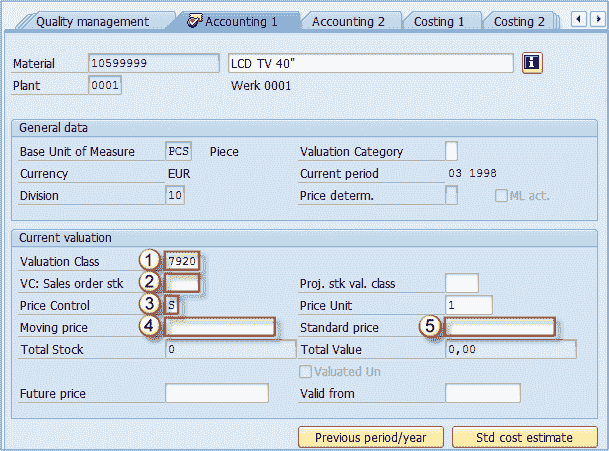 Quality management Accounting 1 Accounting 2 Costing 1 Costing 2
Material 10599999 LCD TV 40"
Plant 0001 Werk 0001
General data
Base Unit of Measure PCS Piece Valuation Category
Currency EUR Current period 03 1998
Division 10 Price determ. ML act.
Current valuation
Valuation Class 1 7920
VC: Sales order stk 2 Proj. stk val. class
Price Control 3 S Price Unit 1
Moving price 4 Standard price 5
Total Stock 0 Total Value 0,00
Valuated Un
Future price Valid from
Previous period/year Std cost estimate